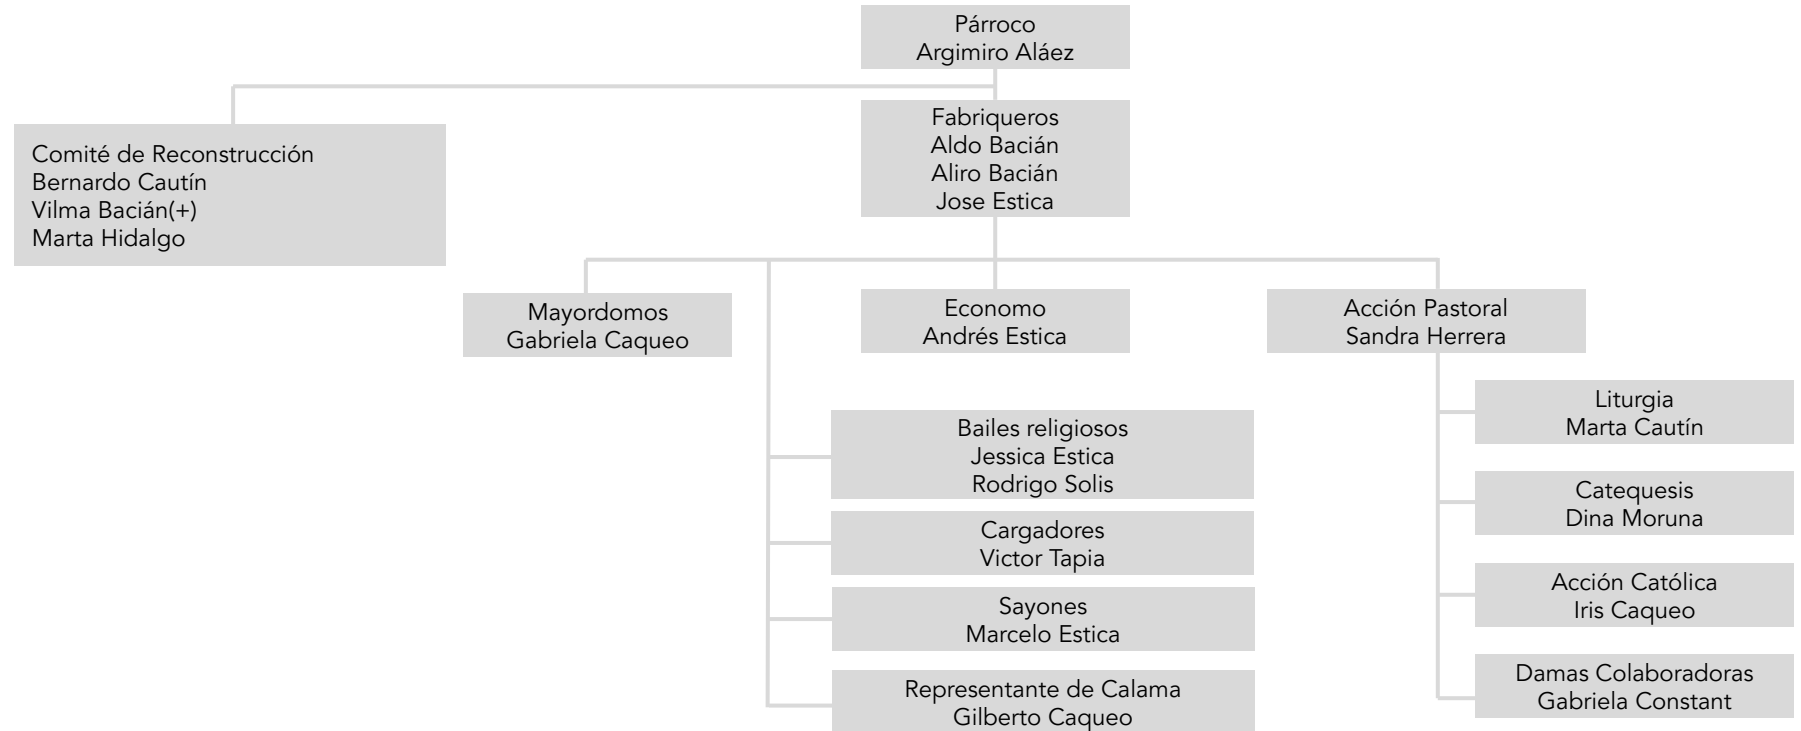 Párroco
Argimiro Aláez
Fabriqueros
Aldo Bacián
Aliro Bacián
Jose Estica
Comité de Reconstrucción
Bernardo Cautín
Vilma Bacián(+)
Marta Hidalgo
Mayordomos
Gabriela Caqueo
Economo
Andrés Estica
Acción Pastoral
Sandra Herrera
Bailes religiosos
Jessica Estica
Rodrigo Solis
Cargadores
Victor Tapia
Sayones
Marcelo Estica
Representante de Calama
Gilberto Caqueo
Liturgia
Marta Cautín
Catequesis
Dina Moruna
Acción Católica
Iris Caqueo
Damas Colaboradoras
Gabriela Constant